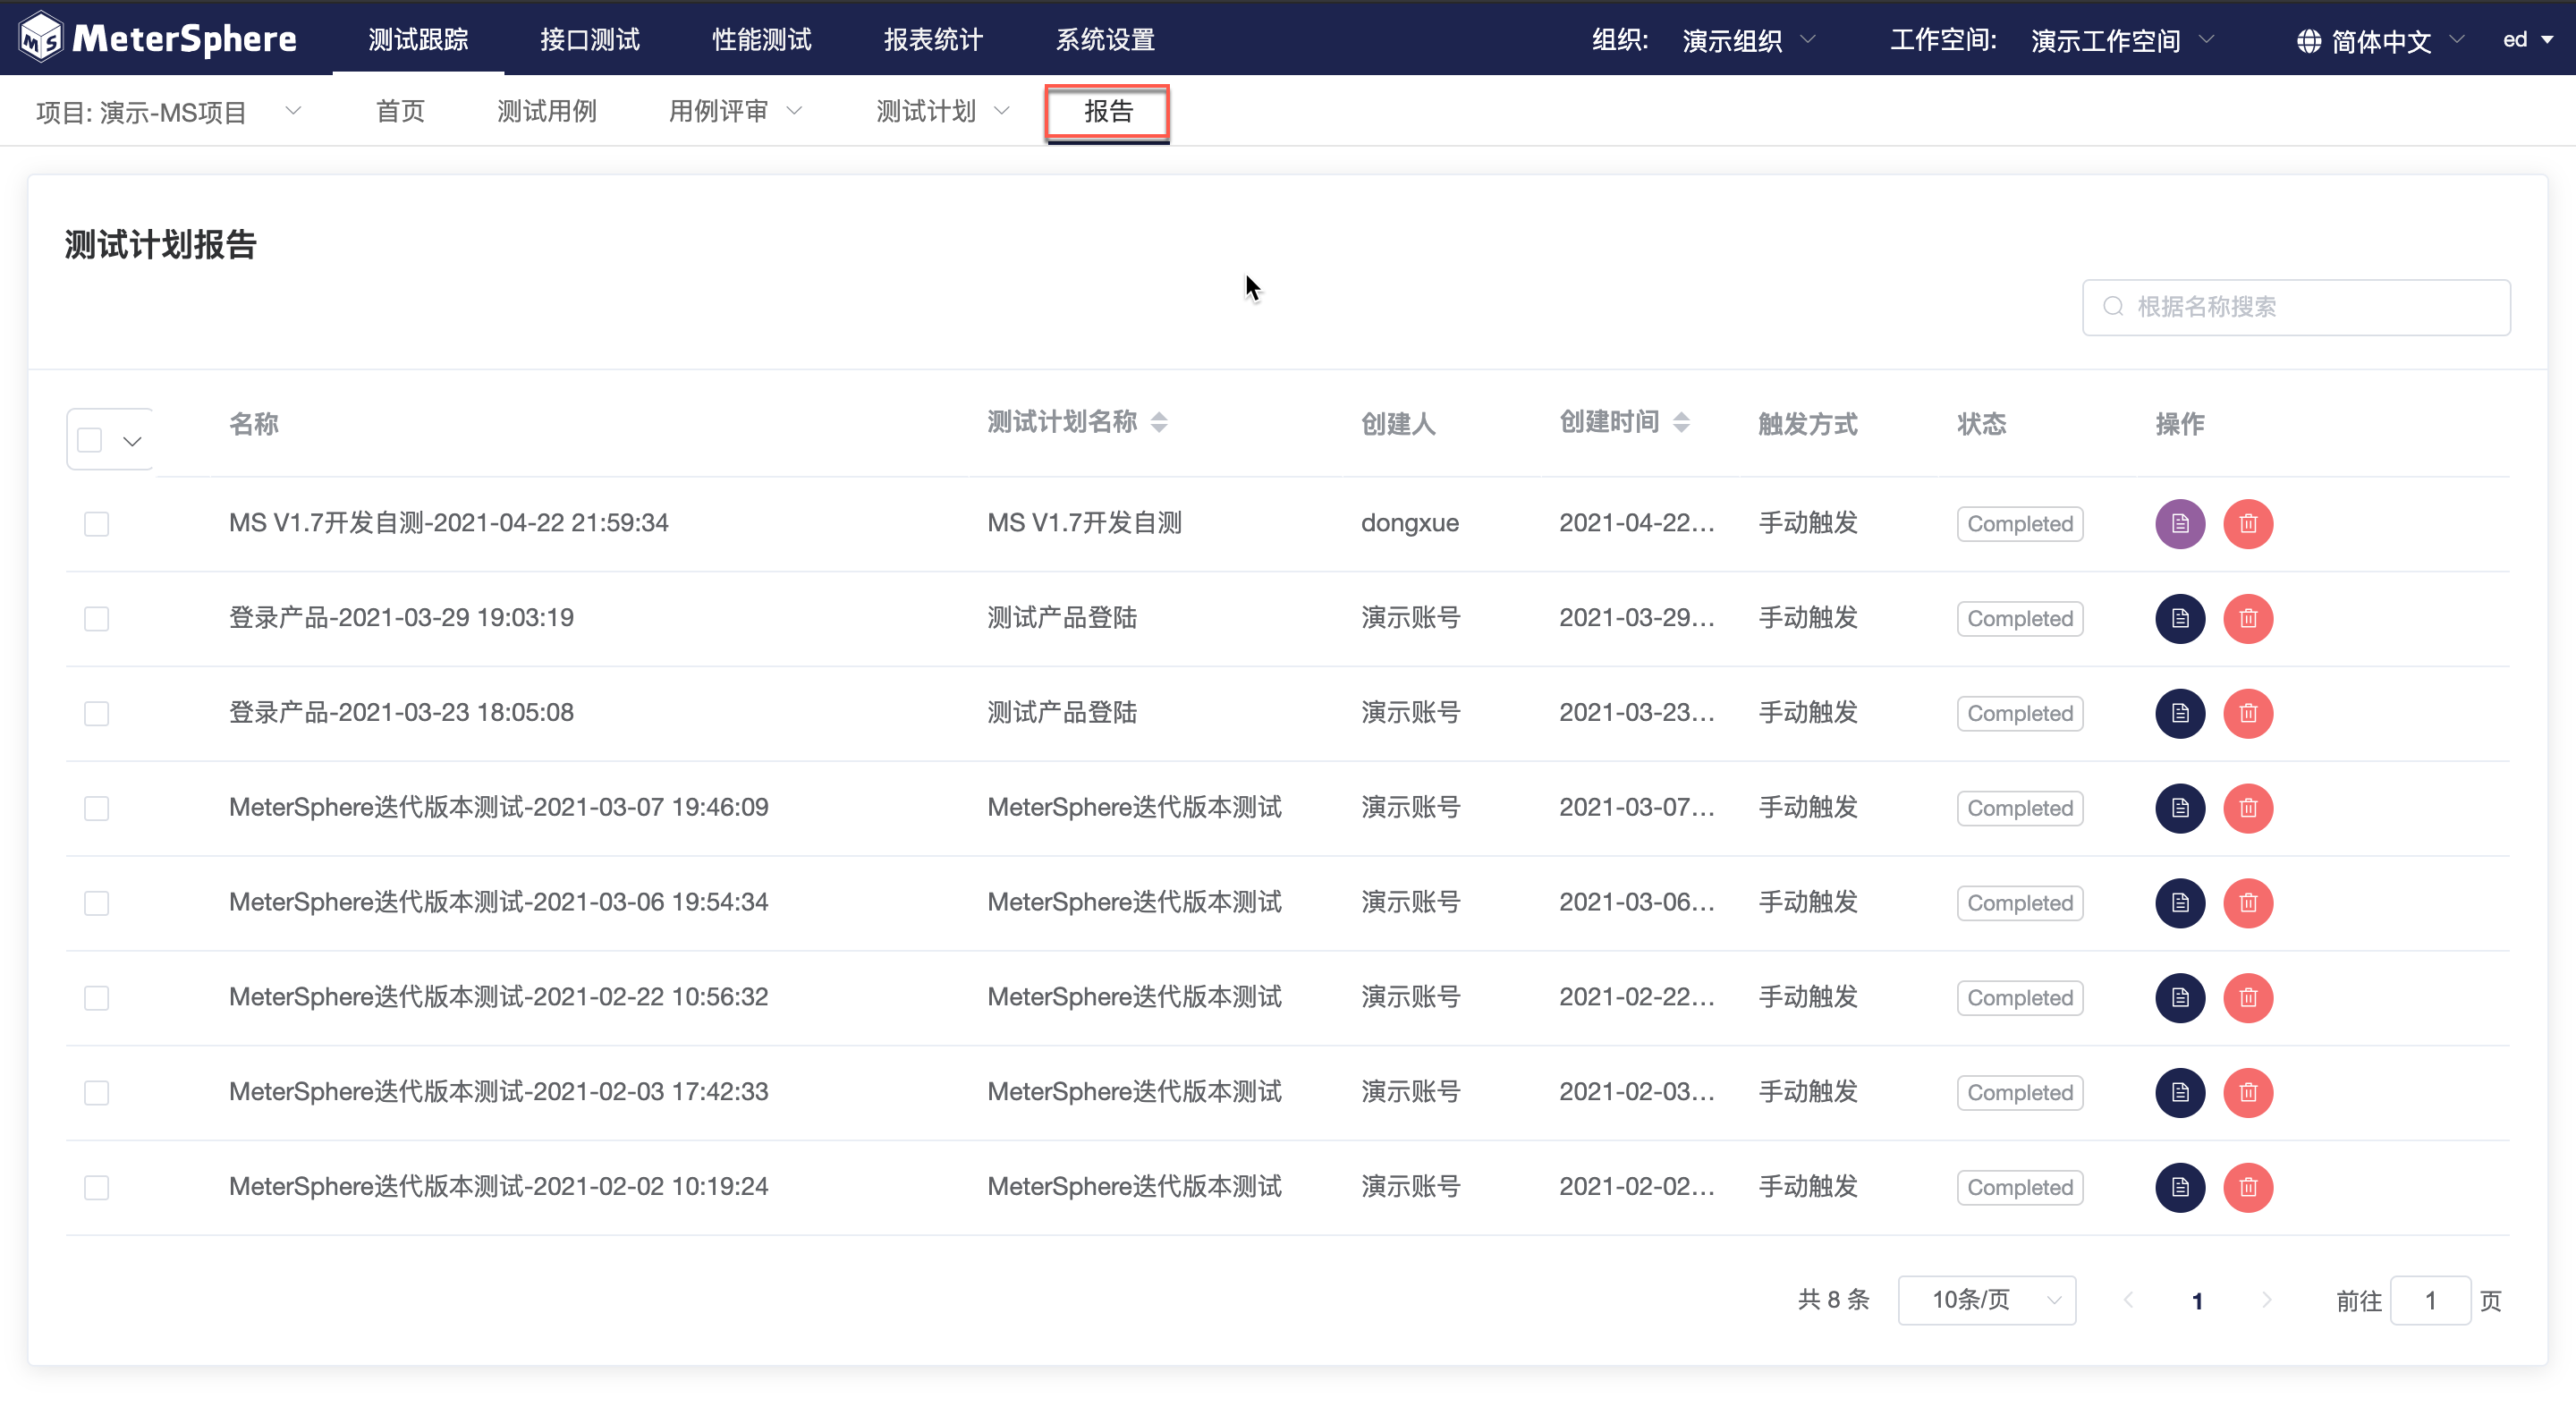 MS MeterSphere 测试跟踪 接口测试 性能测试 报表统计 系统设置 组织: 演示组织 工作空间: 演示工作空间 简体中文 ed
项目: 演示-MS项目 首页 测试用例 用例评审 测试计划 报告
测试计划报告
根据名称搜索
名称 测试计划名称 创建人 创建时间 触发方式 状态 操作
MS V1.7开发自测-2021-04-22 21:59:34 MS V1.7开发自测 dongxue 2021-04-22... 手动触发 Completed
登录产品-2021-03-29 19:03:19 测试产品登陆 演示账号 2021-03-29... 手动触发 Completed
登录产品-2021-03-23 18:05:08 测试产品登陆 演示账号 2021-03-23... 手动触发 Completed
MeterSphere迭代版本测试-2021-03-07 19:46:09 MeterSphere迭代版本测试 演示账号 2021-03-07... 手动触发 Completed
MeterSphere迭代版本测试-2021-03-06 19:54:34 MeterSphere迭代版本测试 演示账号 2021-03-06... 手动触发 Completed
MeterSphere迭代版本测试-2021-02-22 10:56:32 MeterSphere迭代版本测试 演示账号 2021-02-22... 手动触发 Completed
MeterSphere迭代版本测试-2021-02-03 17:42:33 MeterSphere迭代版本测试 演示账号 2021-02-03... 手动触发 Completed
MeterSphere迭代版本测试-2021-02-02 10:19:24 MeterSphere迭代版本测试 演示账号 2021-02-02... 手动触发 Completed
共 8 条 10条/页 1 前往 1 页